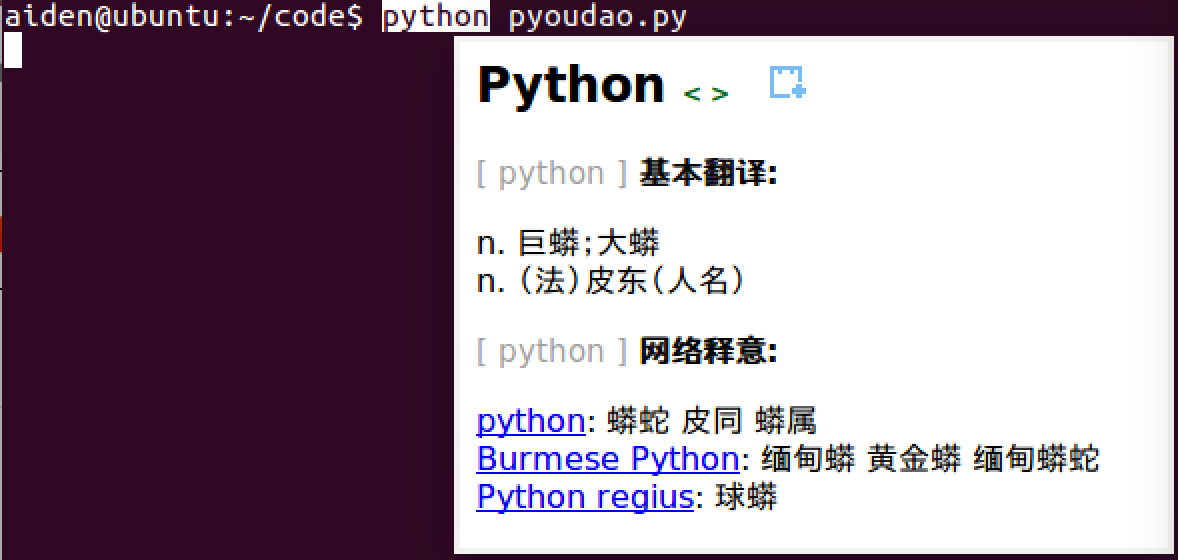 aiden@ubuntu:~/code$ python pyoudao.py
Python < >
[ python ] 基本翻译:
n. 巨蟒;大蟒
n. (法)皮东(人名)
[ python ] 网络释意:
python: 蟒蛇 皮同 蟒属
Burmese Python: 缅甸蟒 黄金蟒 缅甸蟒蛇
Python regius: 球蟒